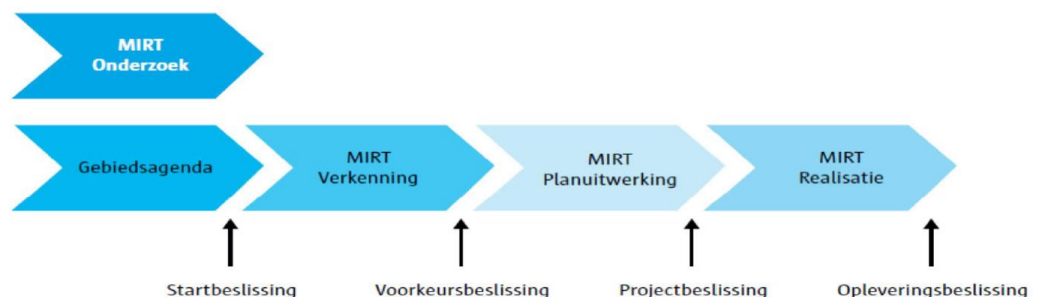 MIRT
Onderzoek
Gebiedsagenda
MIRT
Verkenning
MIRT
Planuitwerking
MIRT
Realisatie
Startbeslissing
Voorkeursbeslissing
Projectbeslissing
Opleveringsbeslissing